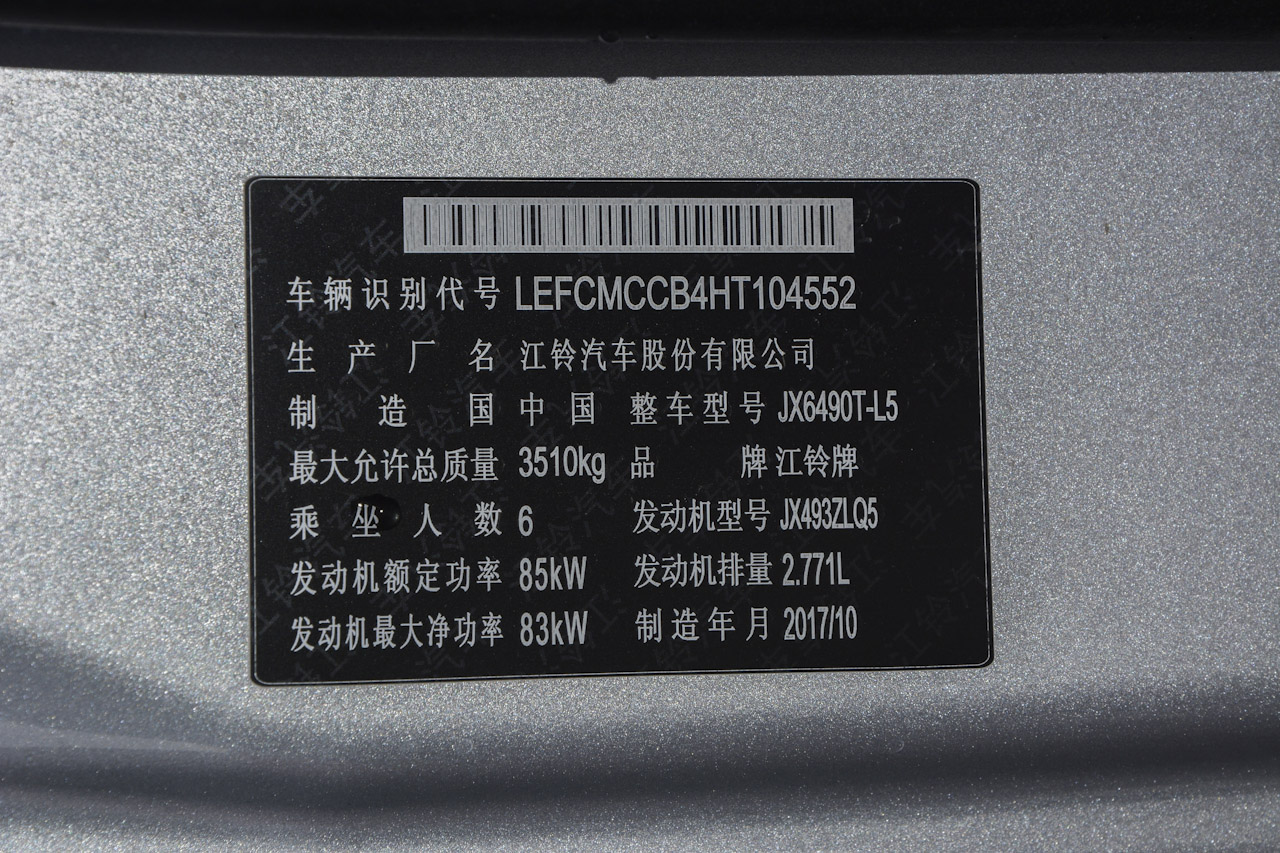 车辆识别代号 LEFCMCCB4HT104552
生产厂名 江铃汽车股份有限公司
制造国 中国 整车型号 JX6490T-L5
最大允许总质量 3510kg 品牌 江铃牌
乘坐人数 6 发动机型号 JX493ZLQ5
发动机额定功率 85kW 发动机排量 2.771L
发动机最大净功率 83kW 制造年月 2017/10